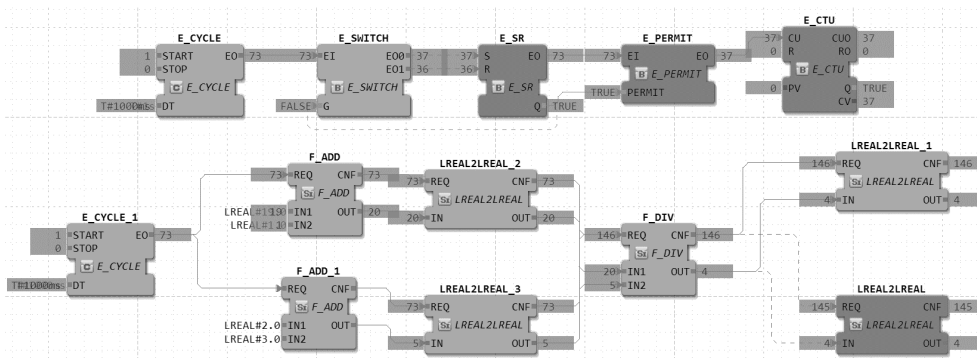 E_CYCLE
1 START EO 73
0 STOP
E_CYCLE
DT
E_SWITCH
73 EI EO0 37
EO1 36
E_SWITCH
FALSE G
E_SR
37 S EO 73
36 R
E_SR
Q TRUE
E_PERMIT
73 EI EO 37
E_PERMIT
TRUE PERMIT
E_CTU
37 CU CUO 37
0 R RO 0
E_CTU
0 PV Q TRUE
CV 37
E_CYCLE_1
1 START EO 73
0 STOP
E_CYCLE
DT
F_ADD
73 REQ CNF 73
F_ADD
IN1 OUT 20
IN2
F_ADD_1
REQ CNF
F_ADD
LREAL#2.0 IN1 OUT
LREAL#3.0 IN2
LREAL2LREAL_2
73 REQ CNF 73
LREAL2LREAL
20 IN OUT 20
LREAL2LREAL_3
73 REQ CNF 73
LREAL2LREAL
5 IN OUT 5
F_DIV
146 REQ CNF 146
F_DIV
20 IN1 OUT 4
5 IN2
LREAL2LREAL_1
146 REQ CNF 146
LREAL2LREAL
4 IN OUT 4
LREAL2LREAL
145 REQ CNF 145
LREAL2LREAL
4 IN OUT 4